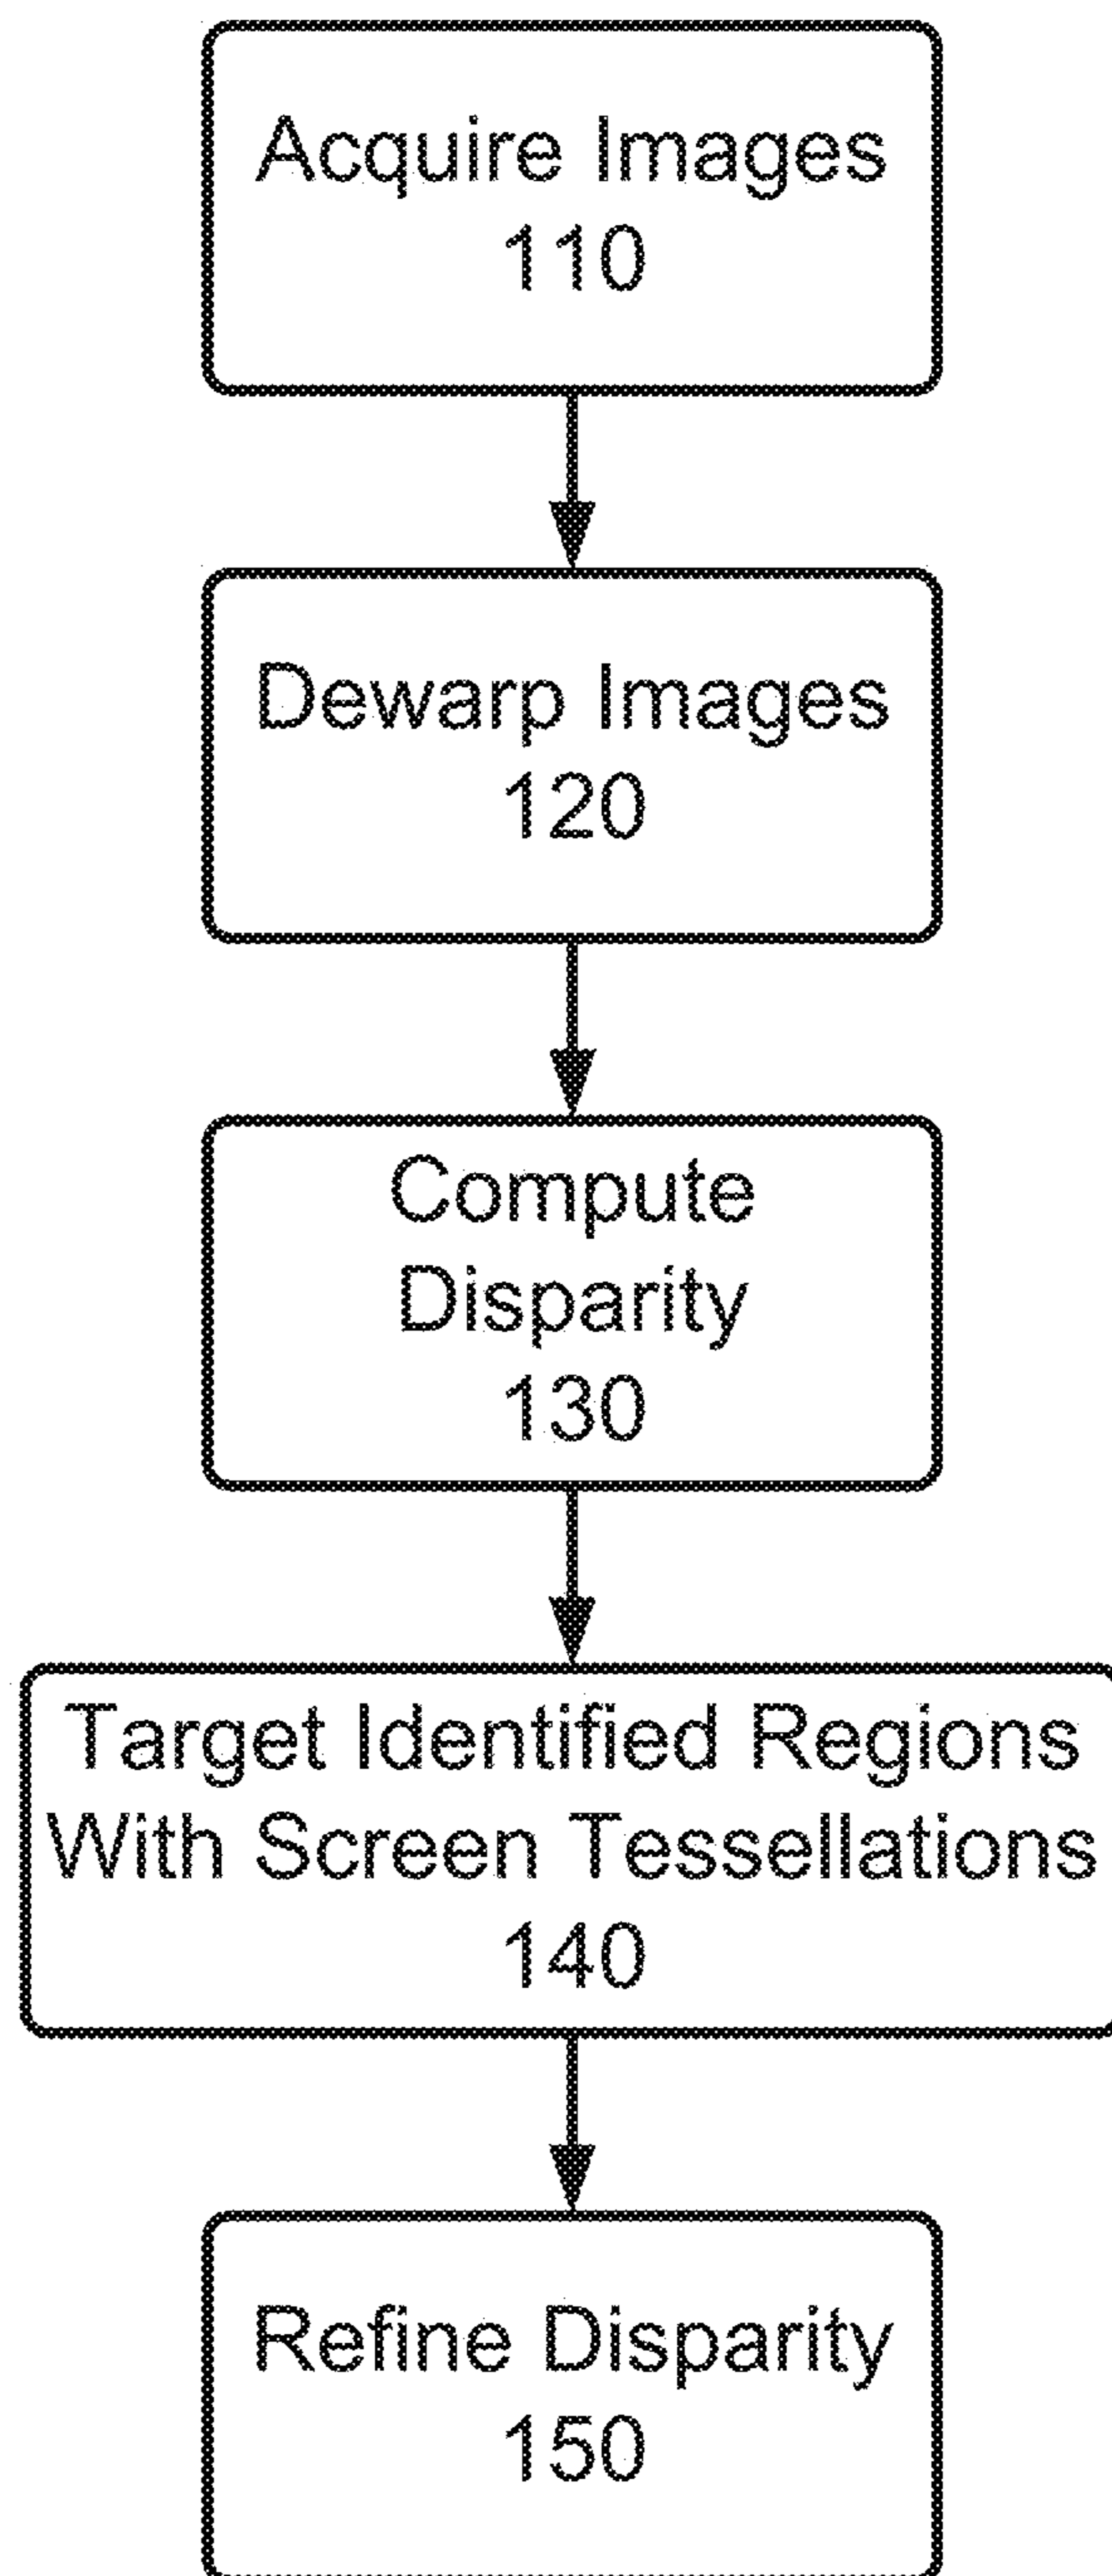 Acquire Images
110
Dewarp Images
120
Compute
Disparity
130
Target Identified Regions
With Screen Tessellations
140
Refine Disparity
150